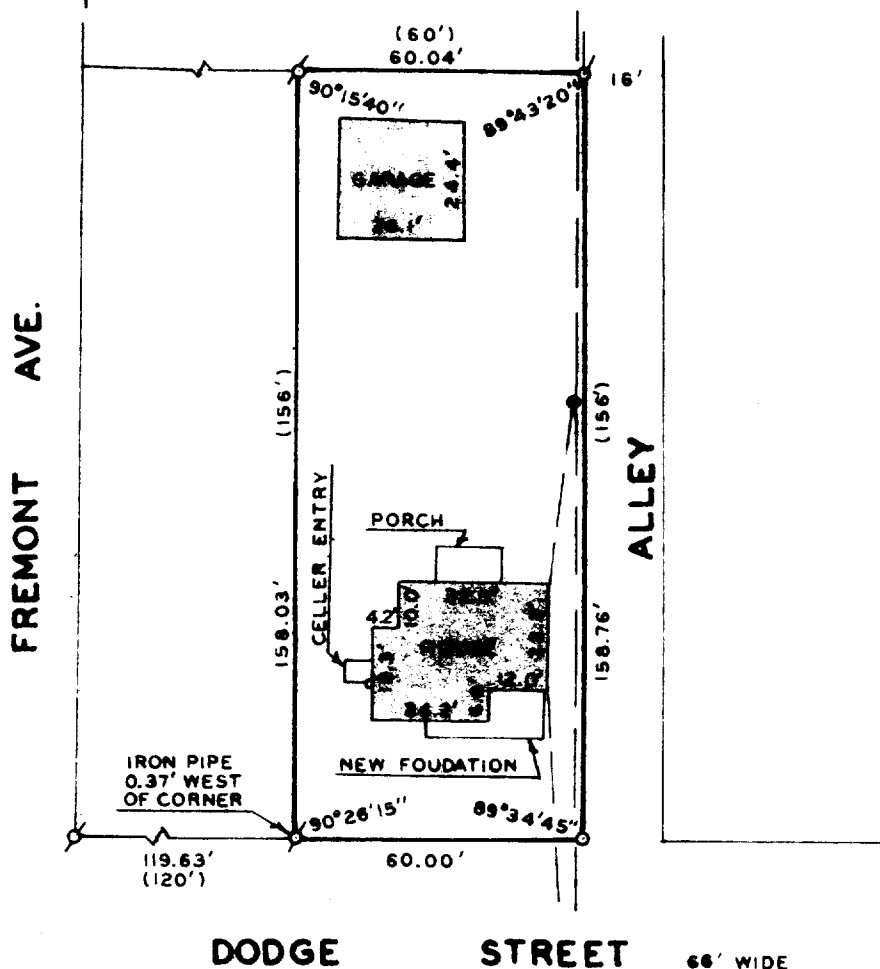 (60')
60.04'
16'
90°15'40"
89°43'20"
GARAGE
24.4'
FREMONT AVE.
(156')
(156')
ALLEY
PORCH
CELLER ENTRY
4.2'
10.0'
158.03'
158.76'
12.0'
NEW FOUDATION
IRON PIPE
0.37' WEST
OF CORNER
90°26'15"
89°34'45"
119.63'
(120')
60.00'
DODGE STREET 66' WIDE